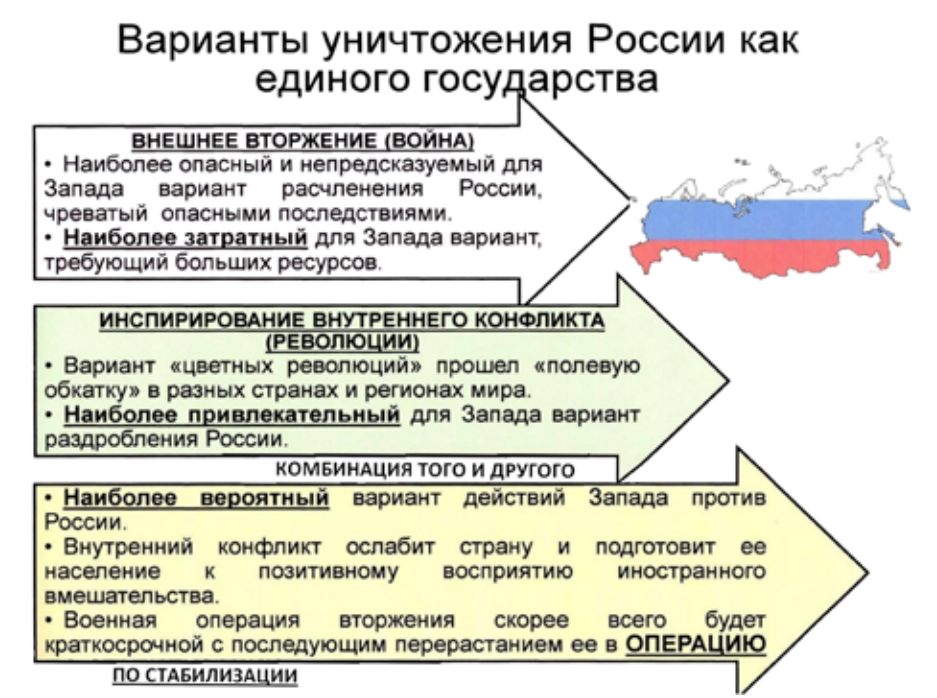 Варианты уничтожения России как
единого государства
ВНЕШНЕЕ ВТОРЖЕНИЕ (ВОЙНА)
• Наиболее опасный и непредсказуемый для
Запада вариант расчленения России,
чреватый опасными последствиями.
• Наиболее затратный для Запада вариант,
требующий больших ресурсов.
ИНСПИРИРОВАНИЕ ВНУТРЕННЕГО КОНФЛИКТА
(РЕВОЛЮЦИИ)
• Вариант «цветных революций» прошел «полевую
обкатку» в разных странах и регионах мира.
• Наиболее привлекательный для Запада вариант
раздробления России.
КОМБИНАЦИЯ ТОГО И ДРУГОГО
• Наиболее вероятный вариант действий Запада против
России.
• Внутренний конфликт ослабит страну и подготовит ее
население к позитивному восприятию иностранного
вмешательства.
• Военная операция вторжения скорее всего будет
краткосрочной с последующим перерастанием ее в ОПЕРАЦИЮ
ПО СТАБИЛИЗАЦИИ